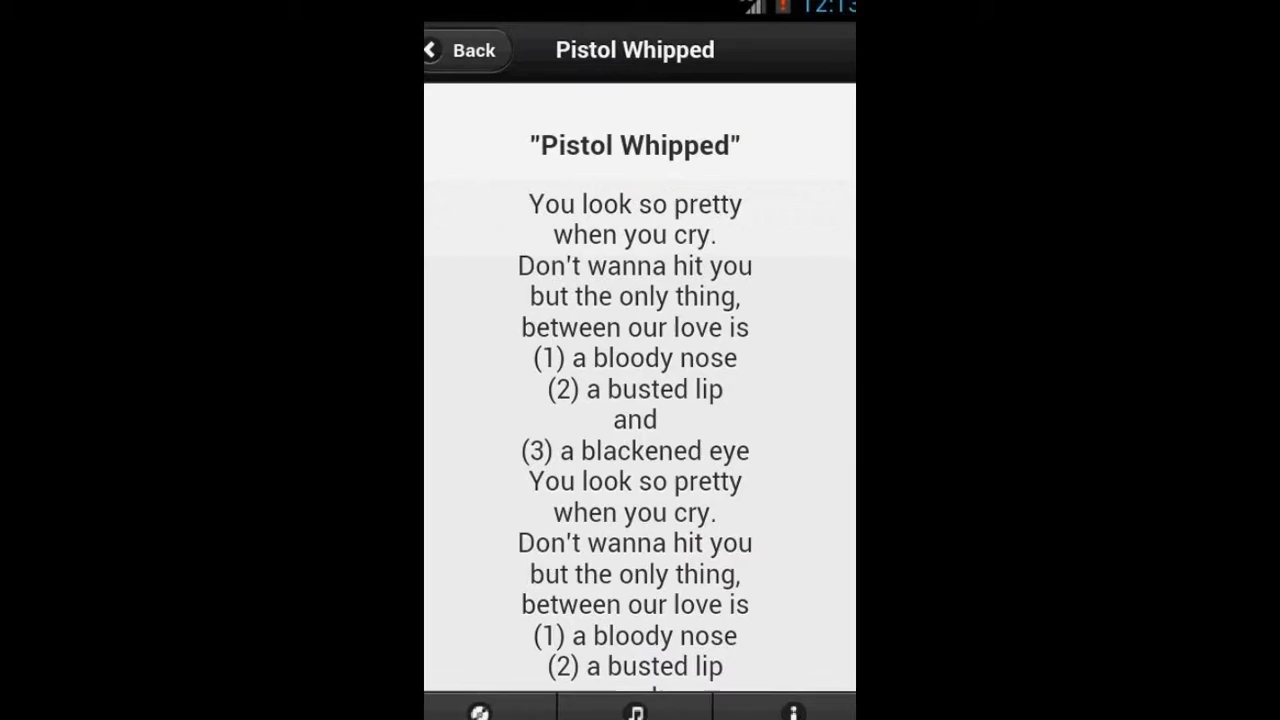 12:13
Back
Pistol Whipped
"Pistol Whipped"
You look so pretty
when you cry.
Don't wanna hit you
but the only thing,
between our love is
(1) a bloody nose
(2) a busted lip
and
(3) a blackened eye
You look so pretty
when you cry.
Don't wanna hit you
but the only thing,
between our love is
(1) a bloody nose
(2) a busted lip